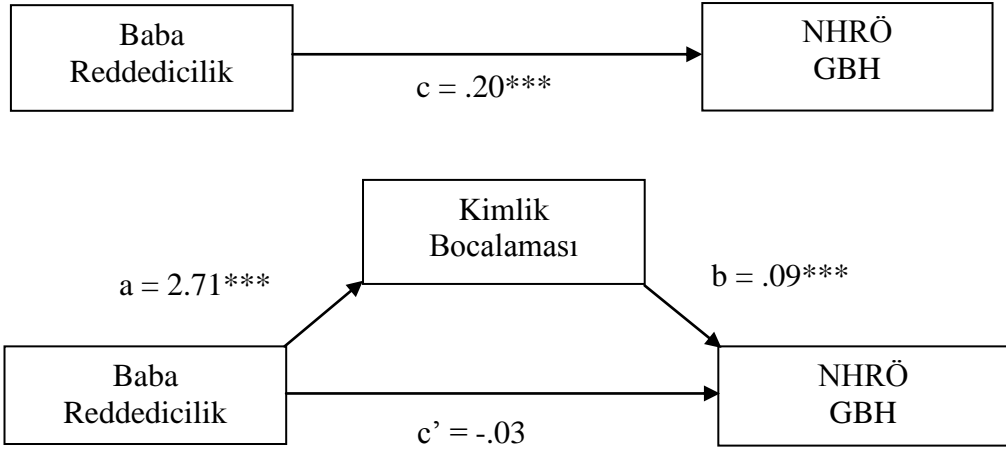 Baba
Reddedicilik
NHRÖ
GBH
c = .20***
Kimlik
Bocalaması
a = 2.71***
b = .09***
Baba
Reddedicilik
NHRÖ
GBH
c’ = -.03